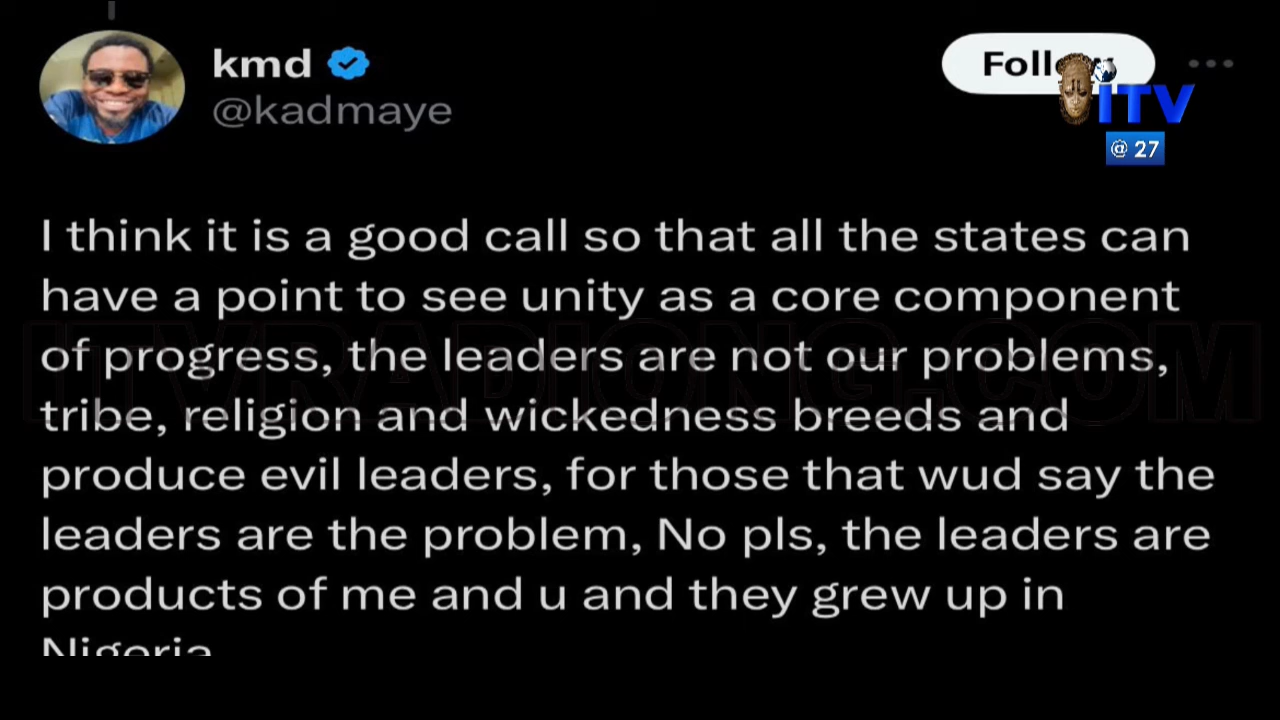 kmd
@kadmaye
Follow
ITV
@ 27
I think it is a good call so that all the states can
have a point to see unity as a core component
of progress, the leaders are not our problems,
tribe, religion and wickedness breeds and
produce evil leaders, for those that wud say the
leaders are the problem, No pls, the leaders are
products of me and u and they grew up in
Nigeria
ITVRADIONG.COM